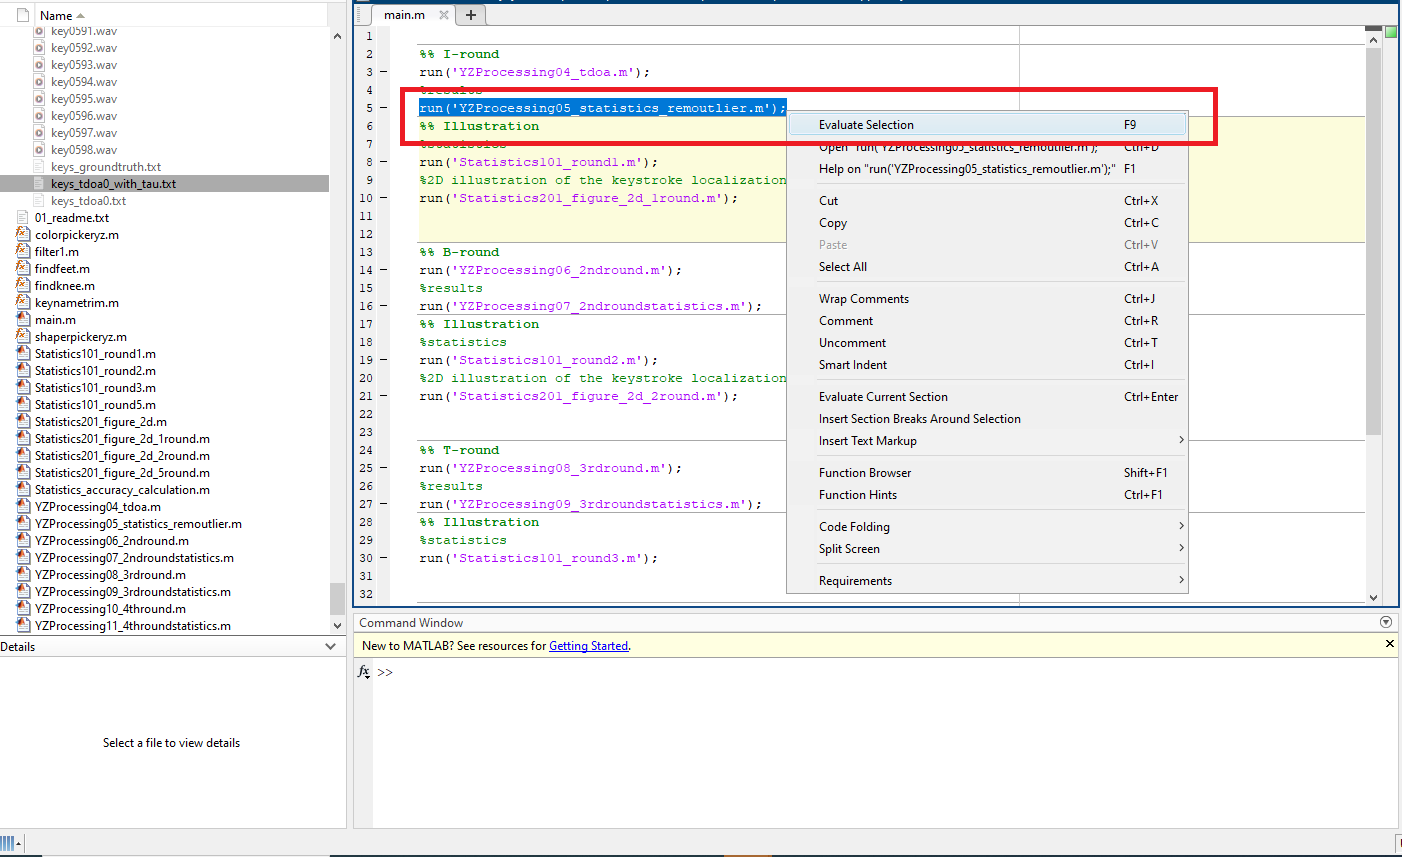 Name
key0591.wav
key0592.wav
key0593.wav
key0594.wav
key0595.wav
key0596.wav
key0597.wav
key0598.wav
keys_groundtruth.txt
keys_tdoa0_with_tau.txt
keys_tdoa0.txt
01_readme.txt
colorpickeryz.m
filter1.m
findfeet.m
findknee.m
keynametrim.m
main.m
shaperpickeryz.m
Statistics101_round1.m
Statistics101_round2.m
Statistics101_round3.m
Statistics101_round5.m
Statistics201_figure_2d.m
Statistics201_figure_2d_1round.m
Statistics201_figure_2d_2round.m
Statistics201_figure_2d_5round.m
Statistics_accuracy_calculation.m
YZProcessing04_tdoa.m
YZProcessing05_statistics_remoutlier.m
YZProcessing06_2ndround.m
YZProcessing07_2ndroundstatistics.m
YZProcessing08_3rdround.m
YZProcessing09_3rdroundstatistics.m
YZProcessing10_4thround.m
YZProcessing11_4throundstatistics.m
Details
Select a file to view details
main.m
1
2 %% I-round
3 – run('YZProcessing04_tdoa.m');
4 %results
5 – run('YZProcessing05_statistics_remoutlier.m');
6 %% Illustration
7 %statistics
8 – run('Statistics101_round1.m');
9 %2D illustration of the keystroke localization
10 – run('Statistics201_figure_2d_1round.m');
11
12
13 %% B-round
14 – run('YZProcessing06_2ndround.m');
15 %results
16 – run('YZProcessing07_2ndroundstatistics.m');
17 %% Illustration
18 %statistics
19 – run('Statistics101_round2.m');
20 %2D illustration of the keystroke localization
21 – run('Statistics201_figure_2d_2round.m');
22
23
24 %% T-round
25 – run('YZProcessing08_3rdround.m');
26 %results
27 – run('YZProcessing09_3rdroundstatistics.m');
28 %% Illustration
29 %statistics
30 – run('Statistics101_round3.m');
31
32
Evaluate Selection F9
Open "run('YZProcessing05_statistics_remoutlier.m');" Ctrl+D
Help on "run('YZProcessing05_statistics_remoutlier.m');" F1
Cut Ctrl+X
Copy Ctrl+C
Paste Ctrl+V
Select All Ctrl+A
Wrap Comments Ctrl+J
Comment Ctrl+R
Uncomment Ctrl+T
Smart Indent Ctrl+I
Evaluate Current Section Ctrl+Enter
Insert Section Breaks Around Selection
Insert Text Markup
Function Browser Shift+F1
Function Hints Ctrl+F1
Code Folding
Split Screen
Requirements
Command Window
New to MATLAB? See resources for Getting Started.
fx >>